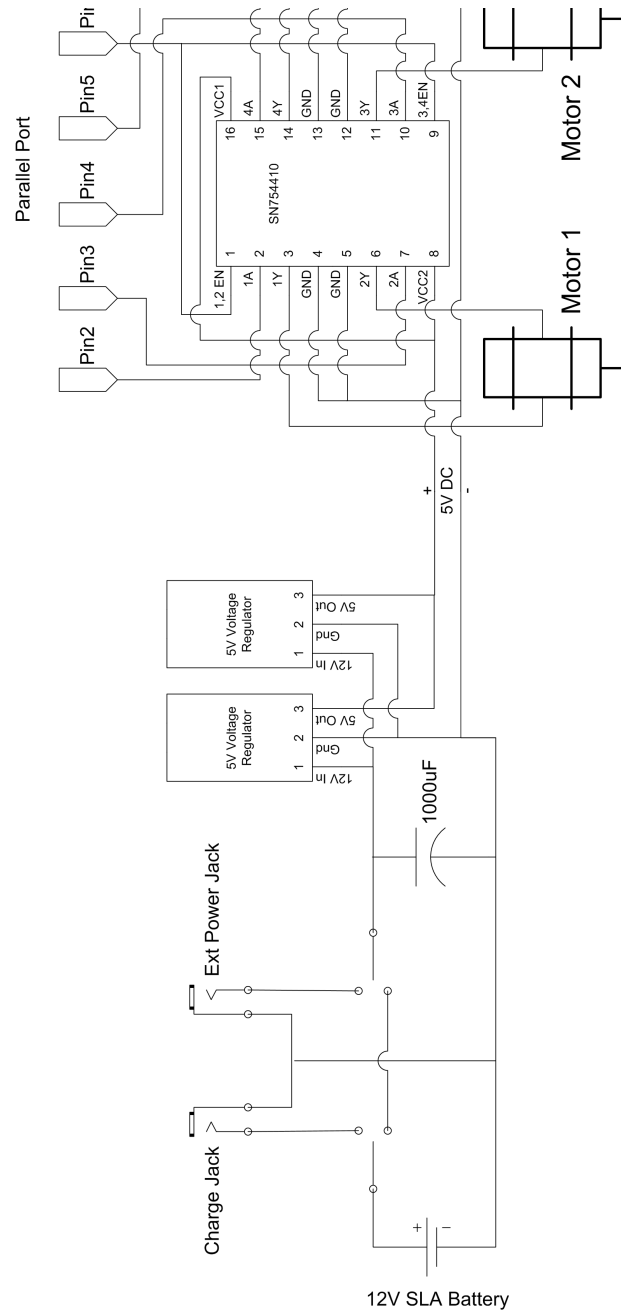 Parallel Port
Pin2
Pin3
Pin4
Pin5
Pi
SN754410
1
2
3
4
5
6
7
8
16
15
14
13
12
11
10
9
1,2 EN
1A
1Y
GND
GND
2Y
2A
VCC2
VCC1
4A
4Y
GND
GND
3Y
3A
3,4EN
Motor 1
Motor 2
+
5V DC
-
5V Voltage
Regulator
1
2
3
12V In
Gnd
5V Out
5V Voltage
Regulator
1
2
3
12V In
Gnd
5V Out
1000uF
Charge Jack
Ext Power Jack
+
−
12V SLA Battery